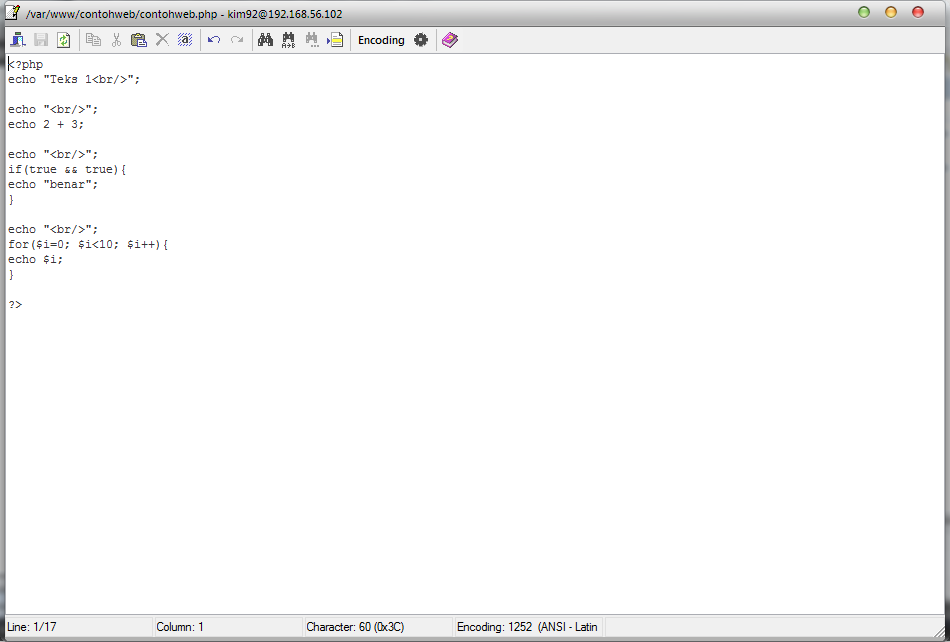 /var/www/contohweb/contohweb.php - kim92@192.168.56.102
Encoding
<?php
echo "Teks 1<br/>";

echo "<br/>";
echo 2 + 3;

echo "<br/>";
if(true && true){
echo "benar";
}

echo "<br/>";
for($i=0; $i<10; $i++){
echo $i;
}

?>
Line: 1/17 Column: 1 Character: 60 (0x3C) Encoding: 1252 (ANSI - Latin